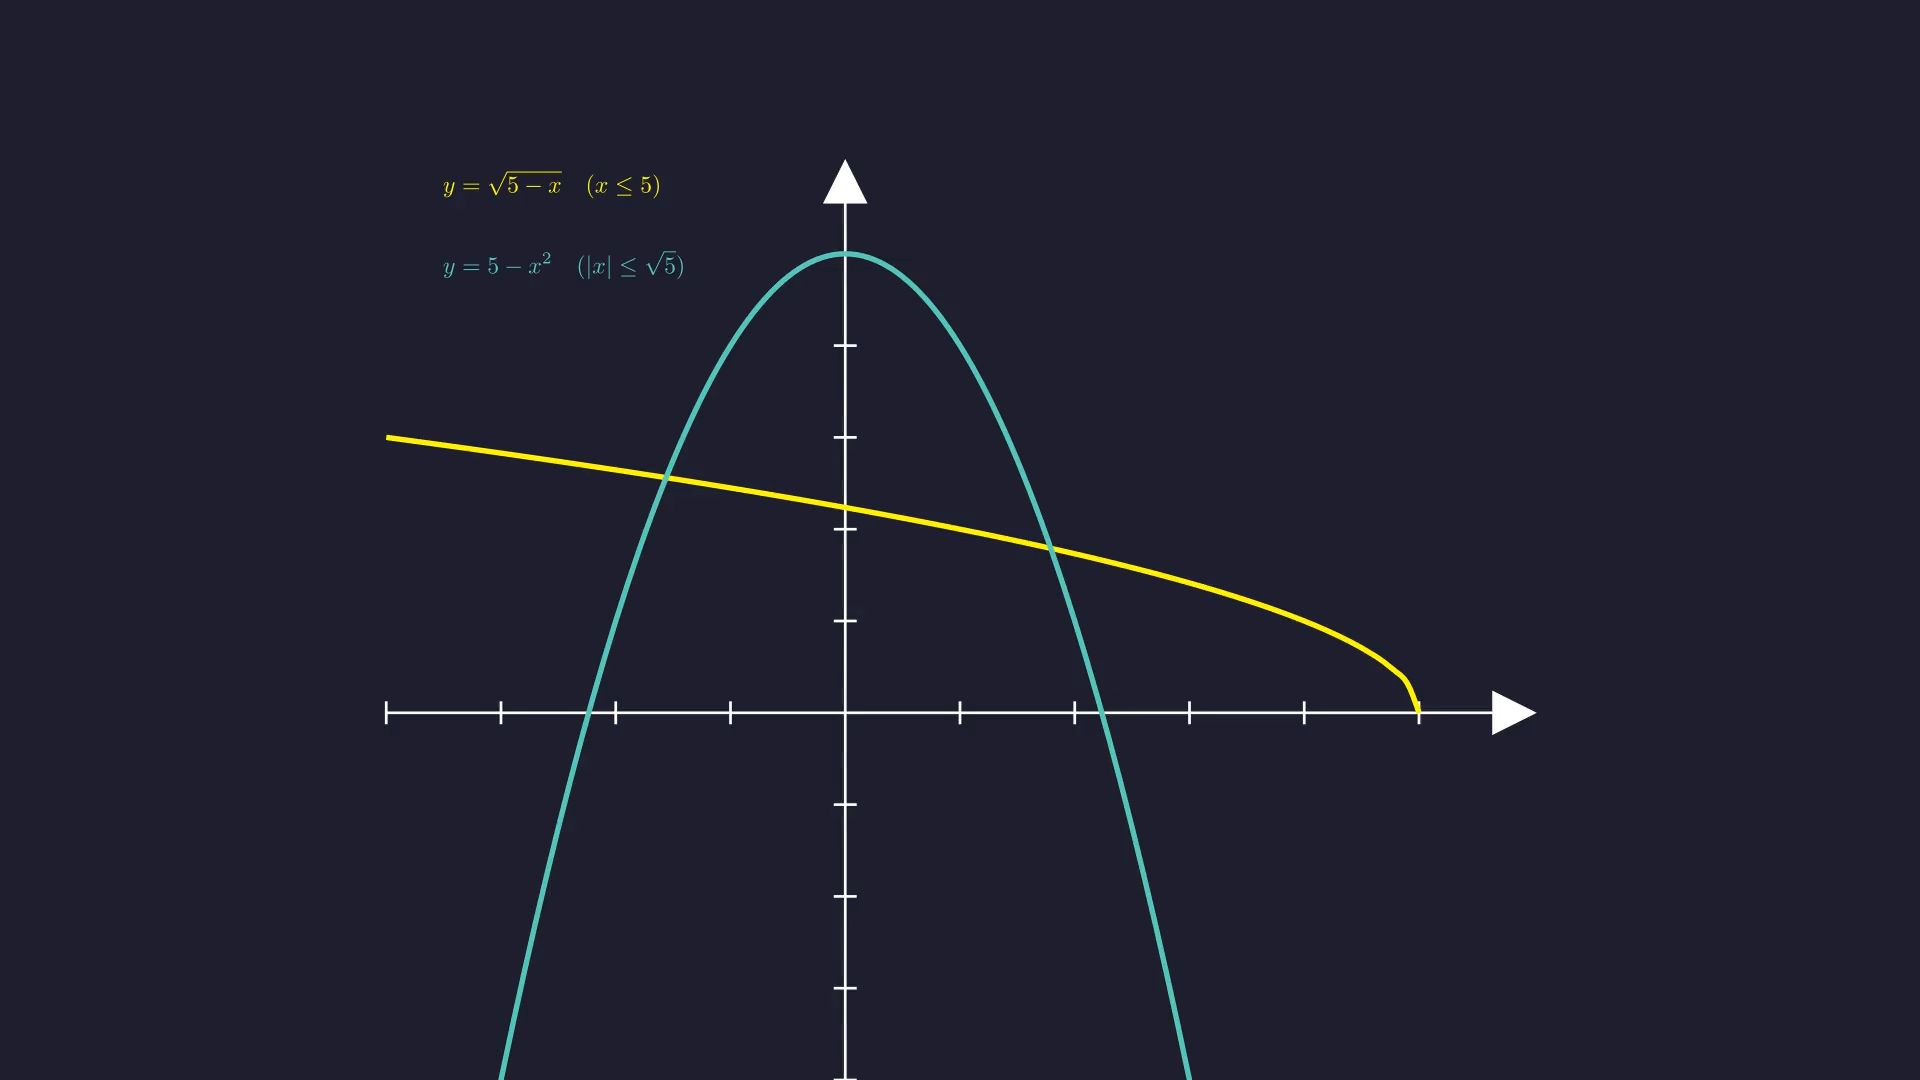 y = √(5 − x) (x ≤ 5)
y = 5 − x² (|x| ≤ √5)